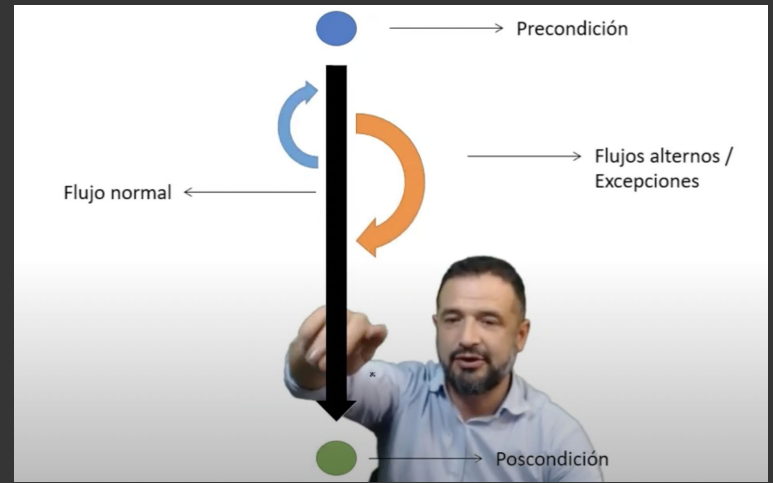 Precondición
Flujos alternos /
Excepciones
Flujo normal
Poscondición